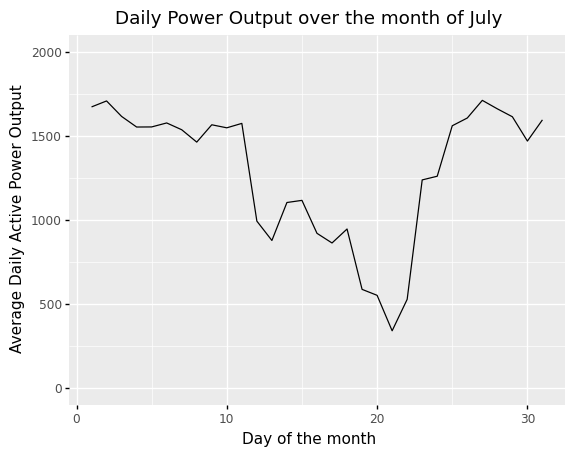 Daily Power Output over the month of July
Average Daily Active Power Output
2000
1500
1000
500
0
0 10 20 30
Day of the month